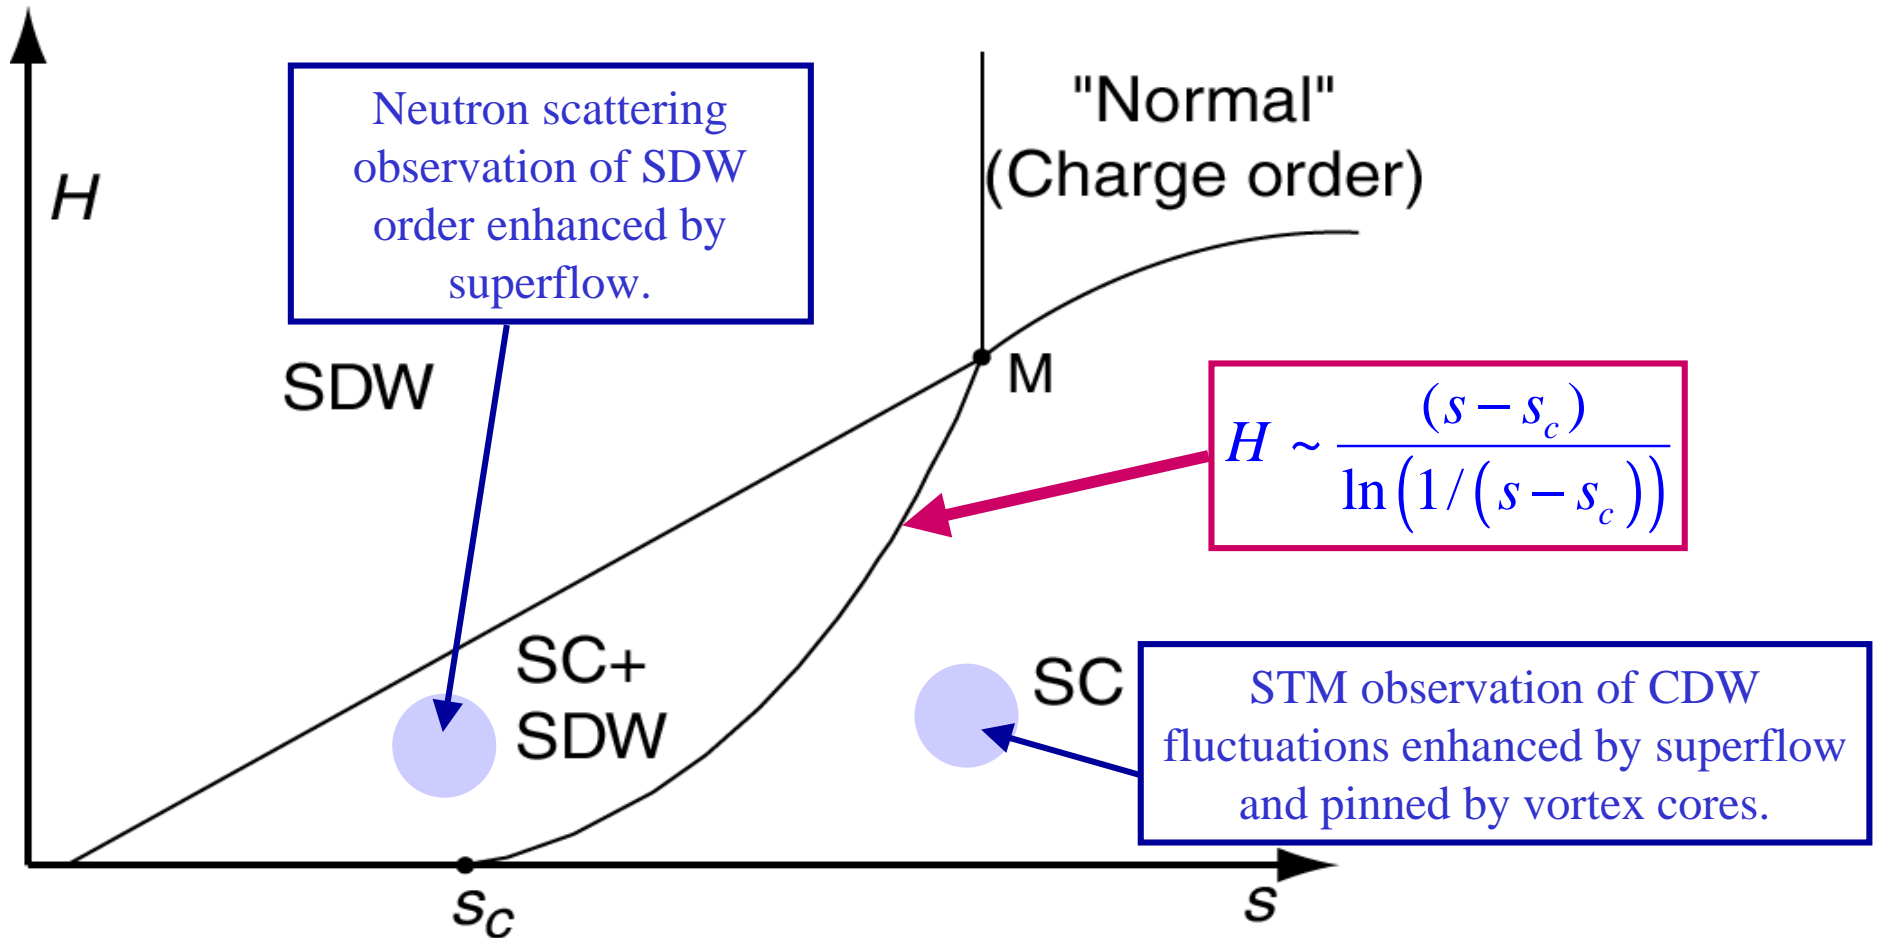 H
Neutron scattering
observation of SDW
order enhanced by
superflow.
"Normal"
(Charge order)
SDW
M
H ~ (s – s_c) / ln(1/(s – s_c))
SC+
SDW
SC
STM observation of CDW
fluctuations enhanced by superflow
and pinned by vortex cores.
s_c
s